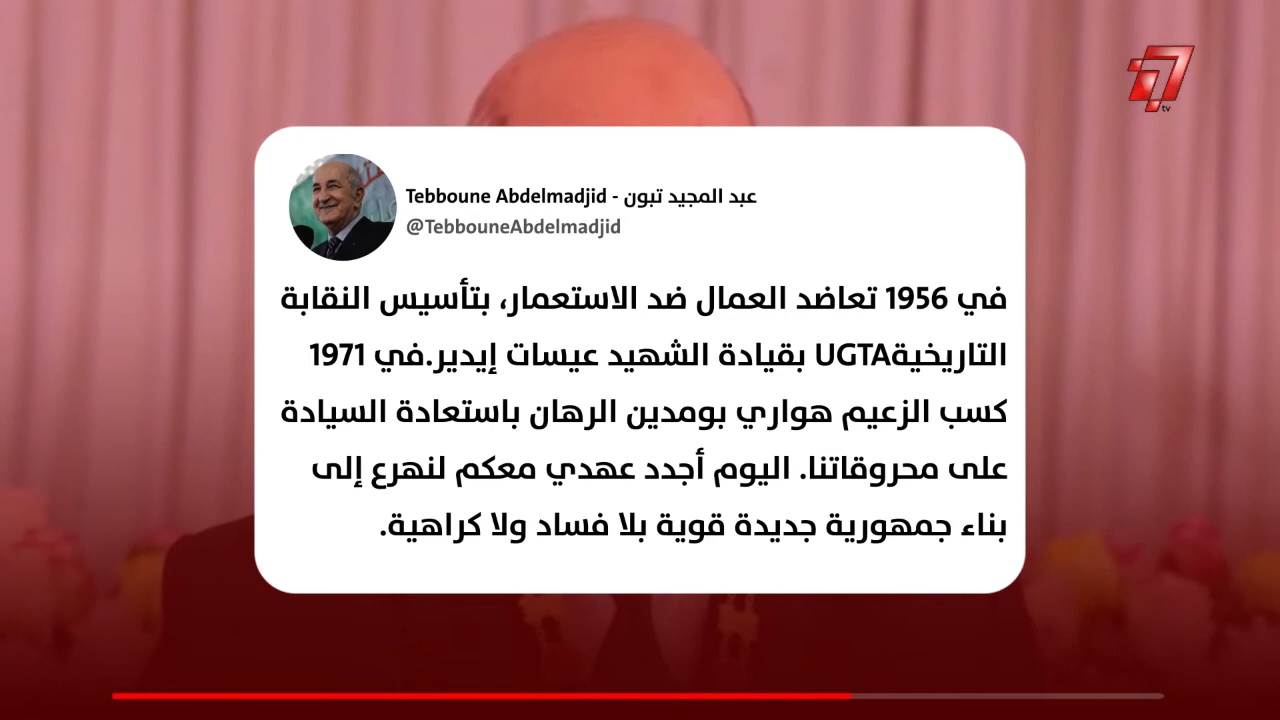 tv
Tebboune Abdelmadjid - عبد المجيد تبون
@TebbouneAbdelmadjid
في 1956 تعاضد العمال ضد الاستعمار، بتأسيس النقابة
التاريخيةUGTA بقيادة الشهيد عيسات إيدير.في 1971
كسب الزعيم هواري بومدين الرهان باستعادة السيادة
على محروقاتنا. اليوم أجدد عهدي معكم لنهرع إلى
بناء جمهورية جديدة قوية بلا فساد ولا كراهية.